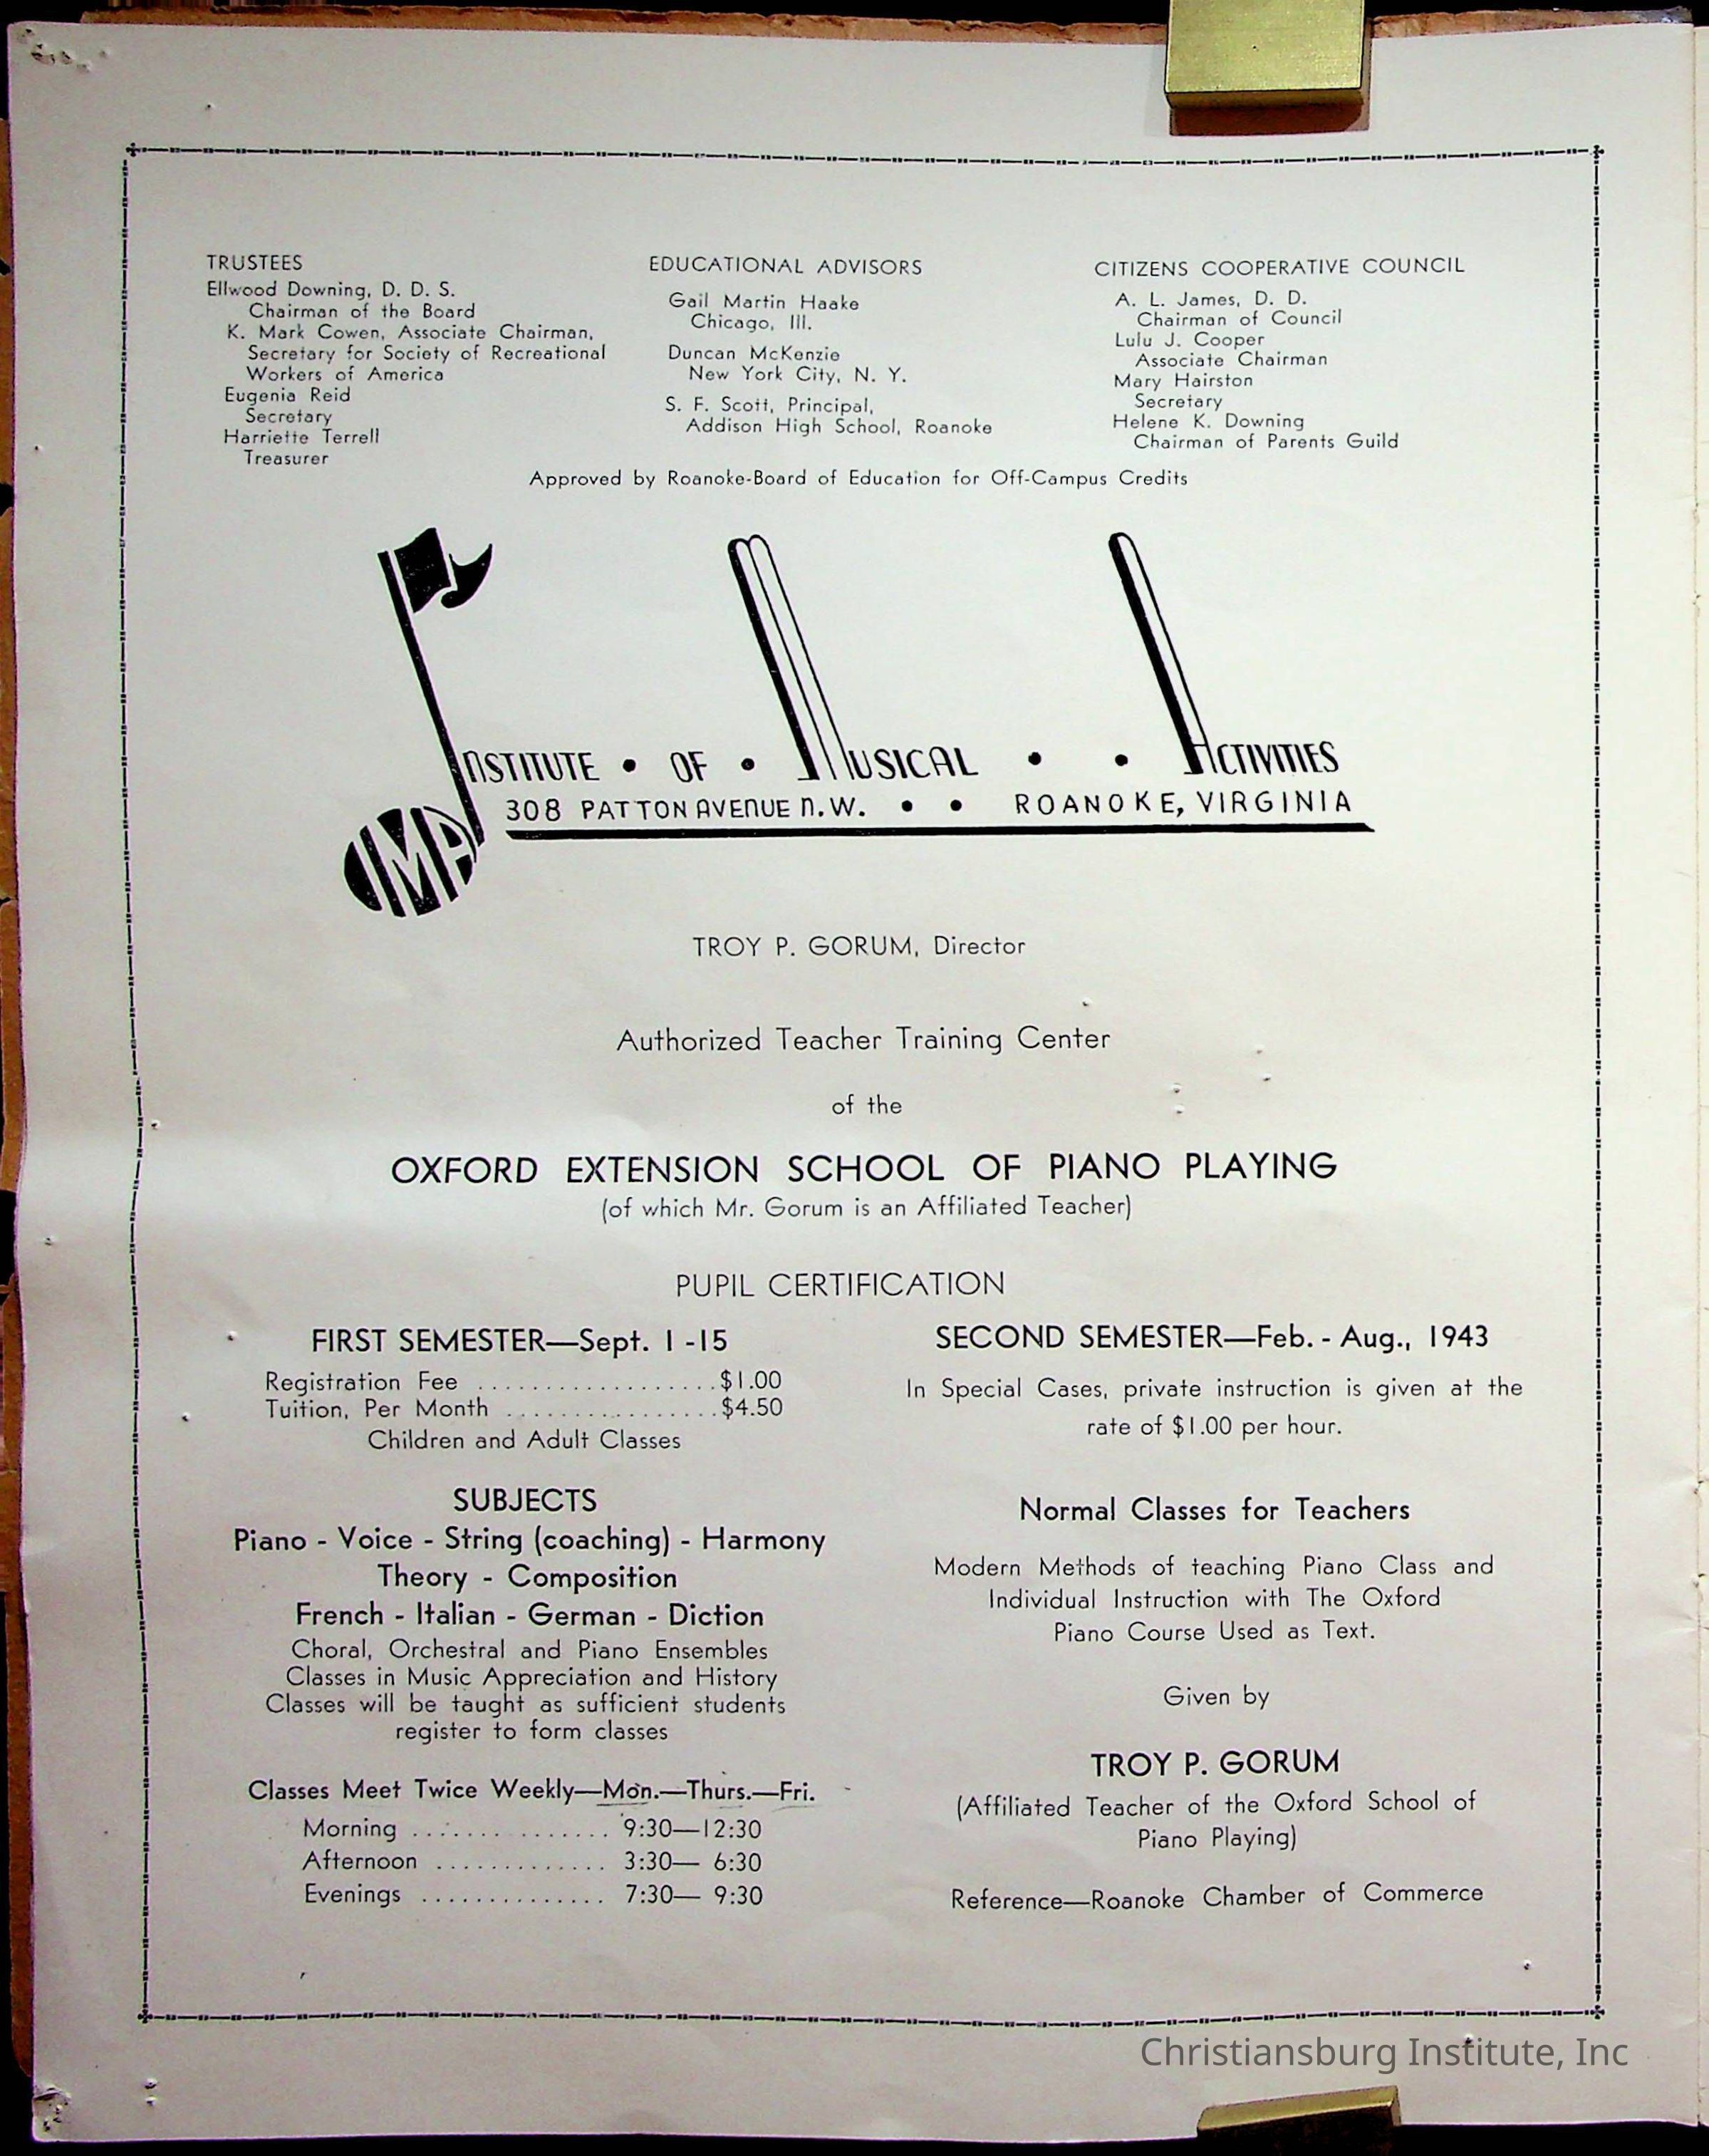 TRUSTEES
Ellwood Downing, D. D. S.
Chairman of the Board
K. Mark Cowen, Associate Chairman,
Secretary for Society of Recreational
Workers of America
Eugenia Reid
Secretary
Harriette Terrell
Treasurer
EDUCATIONAL ADVISORS
Gail Martin Haake
Chicago, Ill.
Duncan McKenzie
New York City, N. Y.
S. F. Scott, Principal,
Addison High School, Roanoke
CITIZENS COOPERATIVE COUNCIL
A. L. James, D. D.
Chairman of Council
Lulu J. Cooper
Associate Chairman
Mary Hairston
Secretary
Helene K. Downing
Chairman of Parents Guild
Approved by Roanoke-Board of Education for Off-Campus Credits
INSTITUTE • OF • MUSICAL • • ACTIVITIES
308 PATTON AVENUE N.W. • • ROANOKE, VIRGINIA
IMA
TROY P. GORUM, Director
Authorized Teacher Training Center
of the
OXFORD EXTENSION SCHOOL OF PIANO PLAYING
(of which Mr. Gorum is an Affiliated Teacher)
PUPIL CERTIFICATION
FIRST SEMESTER—Sept. 1 -15
Registration Fee .................. $1.00
Tuition, Per Month ................ $4.50
Children and Adult Classes
SUBJECTS
Piano - Voice - String (coaching) - Harmony
Theory - Composition
French - Italian - German - Diction
Choral, Orchestral and Piano Ensembles
Classes in Music Appreciation and History
Classes will be taught as sufficient students
register to form classes
Classes Meet Twice Weekly—Mon.—Thurs.—Fri.
Morning ............... 9:30—12:30
Afternoon ............. 3:30— 6:30
Evenings .............. 7:30— 9:30
SECOND SEMESTER—Feb. - Aug., 1943
In Special Cases, private instruction is given at the
rate of $1.00 per hour.
Normal Classes for Teachers
Modern Methods of teaching Piano Class and
Individual Instruction with The Oxford
Piano Course Used as Text.
Given by
TROY P. GORUM
(Affiliated Teacher of the Oxford School of
Piano Playing)
Reference—Roanoke Chamber of Commerce
Christiansburg Institute, Inc